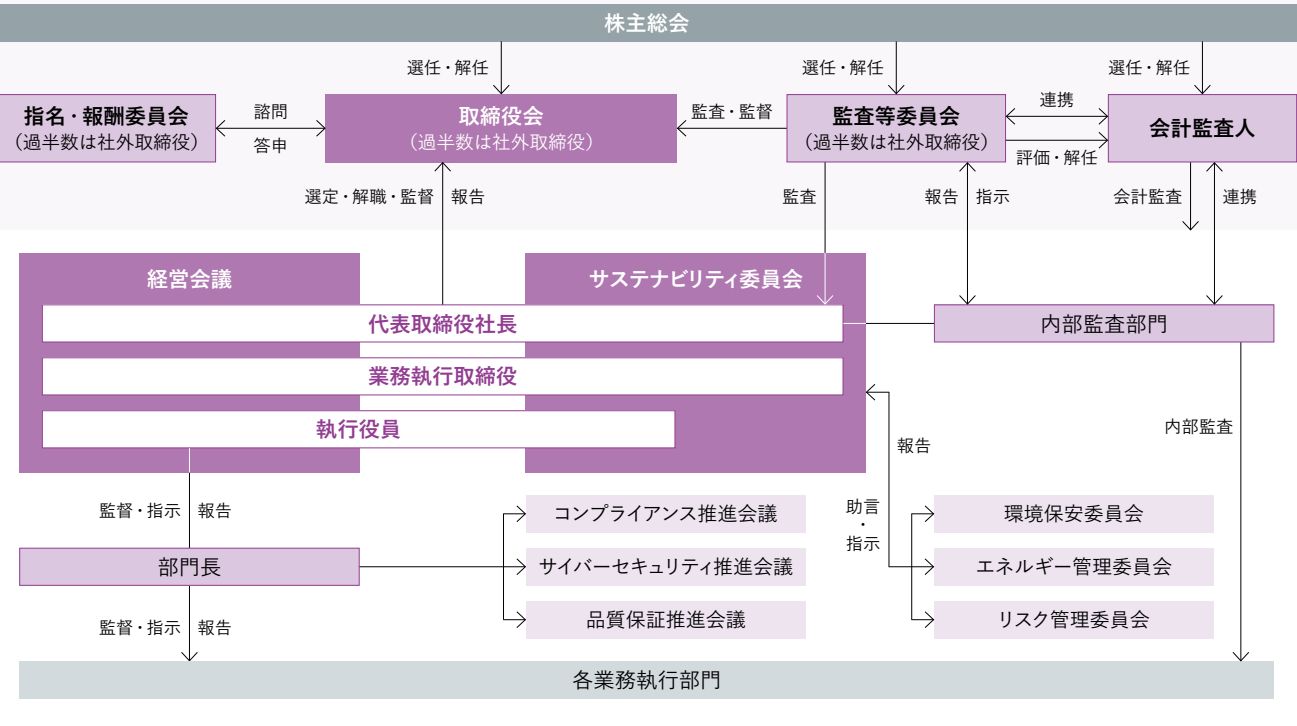 株主総会
選任・解任
選任・解任
選任・解任
指名・報酬委員会
(過半数は社外取締役)
諮問
答申
取締役会
(過半数は社外取締役)
監査・監督
監査等委員会
(過半数は社外取締役)
連携
評価・解任
会計監査人
選定・解職・監督
報告
監査
報告
指示
会計監査
連携
経営会議
サステナビリティ委員会
代表取締役社長
内部監査部門
業務執行取締役
執行役員
内部監査
報告
助言
・
指示
監督・指示
報告
コンプライアンス推進会議
環境保安委員会
部門長
サイバーセキュリティ推進会議
エネルギー管理委員会
品質保証推進会議
リスク管理委員会
監督・指示
報告
各業務執行部門